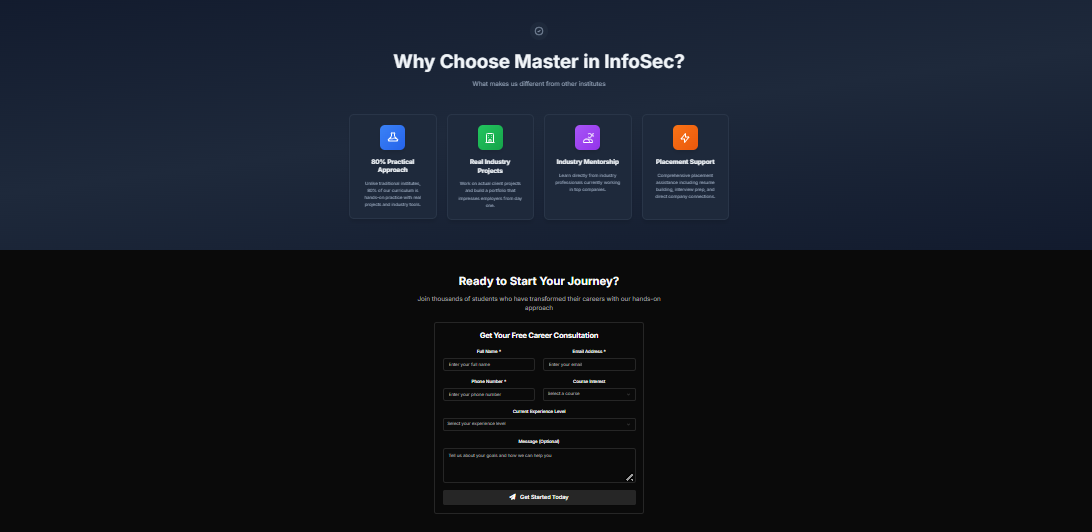 Why Choose Master in InfoSec?
What makes us different from other institutes
80% Practical
Approach
Unlike traditional institutes,
80% of our curriculum is
hands-on practice with real
projects and industry tools.
Real Industry
Projects
Work on actual client projects
and build a portfolio that
impresses employers from day
one.
Industry Mentorship
Learn directly from industry
professionals currently working
in top companies.
Placement Support
Comprehensive placement
assistance including resume
building, interview prep, and
direct company connections.
Ready to Start Your Journey?
Join thousands of students who have transformed their careers with our hands-on
approach
Get Your Free Career Consultation
Full Name *
Email Address *
Enter your full name
Enter your email
Phone Number *
Course Interest
Enter your phone number
Select a course
Current Experience Level
Select your experience level
Message (Optional)
Tell us about your goals and how we can help you
Get Started Today